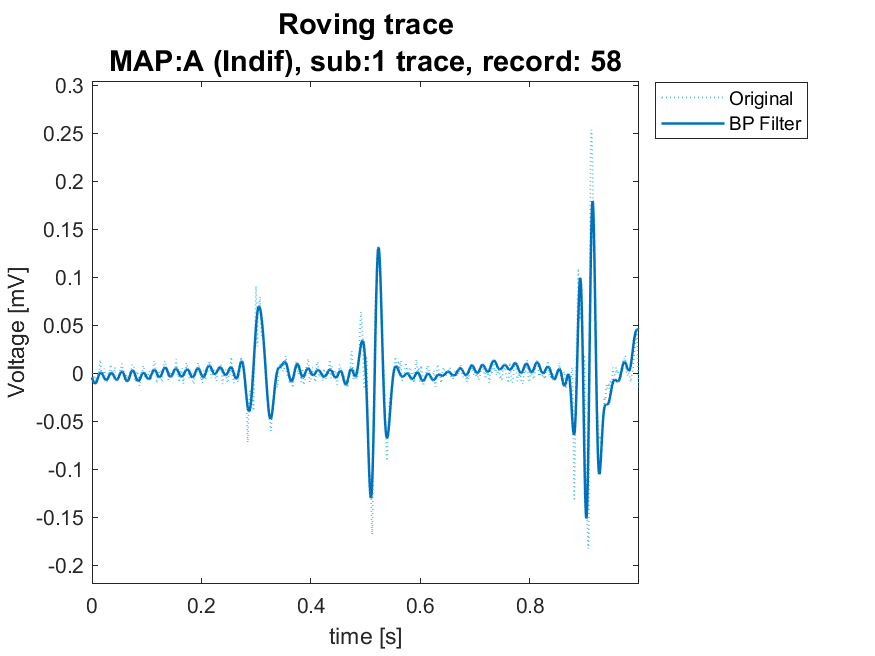 Roving trace
MAP:A (Indif), sub:1 trace, record: 58
Original
BP Filter
0.3
0.25
0.2
0.15
0.1
0.05
0
-0.05
-0.1
-0.15
-0.2
Voltage [mV]
0 0.2 0.4 0.6 0.8
time [s]